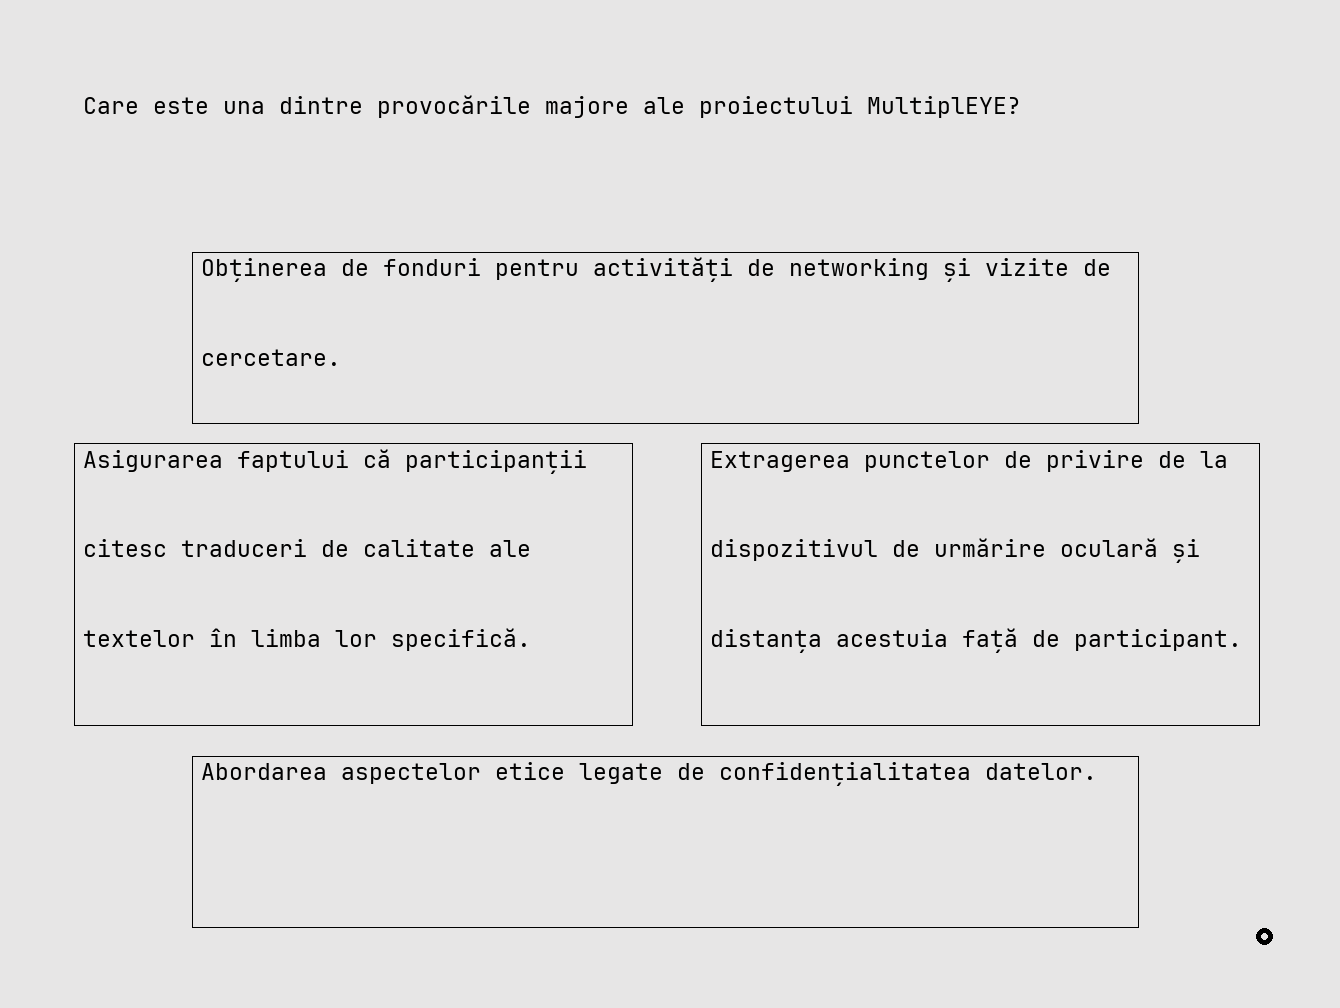 Care este una dintre provocările majore ale proiectului MultiplEYE?
Obținerea de fonduri pentru activități de networking și vizite de
cercetare.
Asigurarea faptului că participanții
citesc traduceri de calitate ale
textelor în limba lor specifică.
Extragerea punctelor de privire de la
dispozitivul de urmărire oculară și
distanța acestuia față de participant.
Abordarea aspectelor etice legate de confidențialitatea datelor.